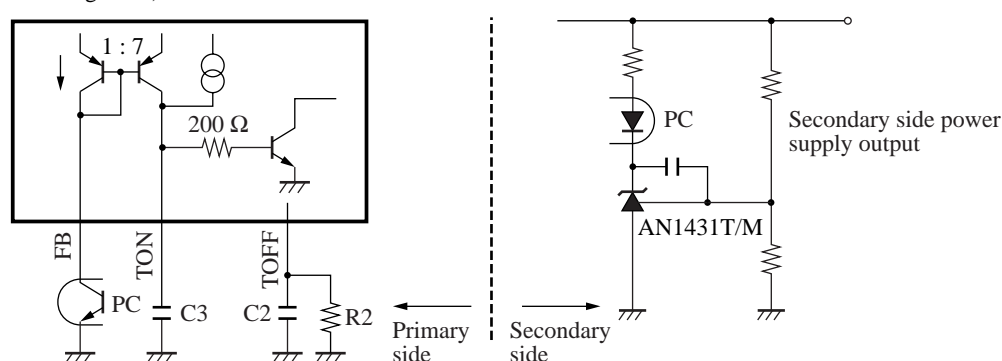 1 : 7
200 Ω
FB
TON
TOFF
PC
C3
C2
R2
Primary
side
Secondary
side
PC
AN1431T/M
Secondary side power
supply output